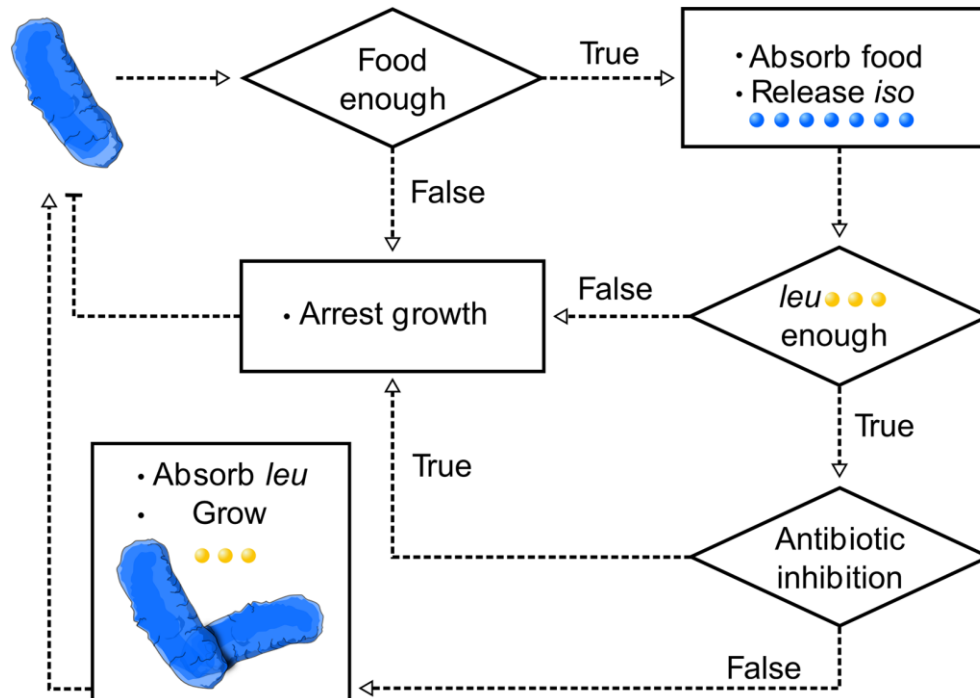 Food
enough
True
• Absorb food
• Release iso
False
• Arrest growth
False
leu
enough
True
True
• Absorb leu
• Grow
Antibiotic
inhibition
False